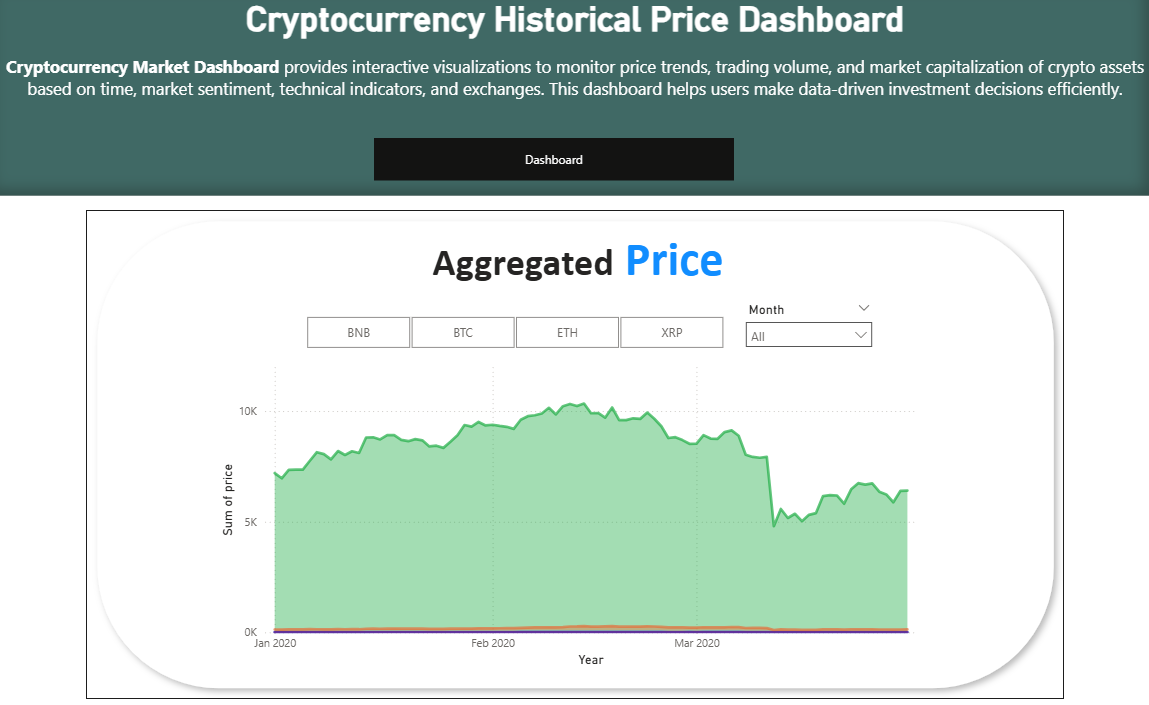 Cryptocurrency Historical Price Dashboard
Cryptocurrency Market Dashboard provides interactive visualizations to monitor price trends, trading volume, and market capitalization of crypto assets
based on time, market sentiment, technical indicators, and exchanges. This dashboard helps users make data-driven investment decisions efficiently.
Dashboard
Aggregated Price
Month
BNB BTC ETH XRP
All
10K
Sum of price
5K
0K
Jan 2020 Feb 2020 Mar 2020
Year